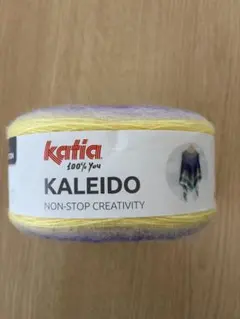 katia
100% You
KALEIDO
NON-STOP CREATIVITY